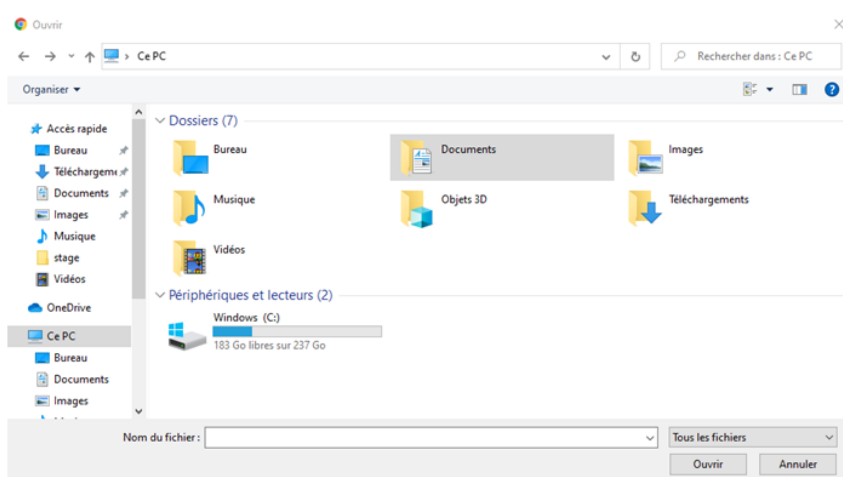 Ouvrir
Ce PC
Rechercher dans : Ce PC
Organiser
Accès rapide
Bureau
Téléchargeme
Documents
Images
Musique
stage
Vidéos
OneDrive
Ce PC
Bureau
Documents
Images
Dossiers (7)
Bureau
Documents
Images
Musique
Objets 3D
Téléchargements
Vidéos
Périphériques et lecteurs (2)
Windows (C:)
183 Go libres sur 237 Go
Nom du fichier :
Tous les fichiers
Ouvrir
Annuler